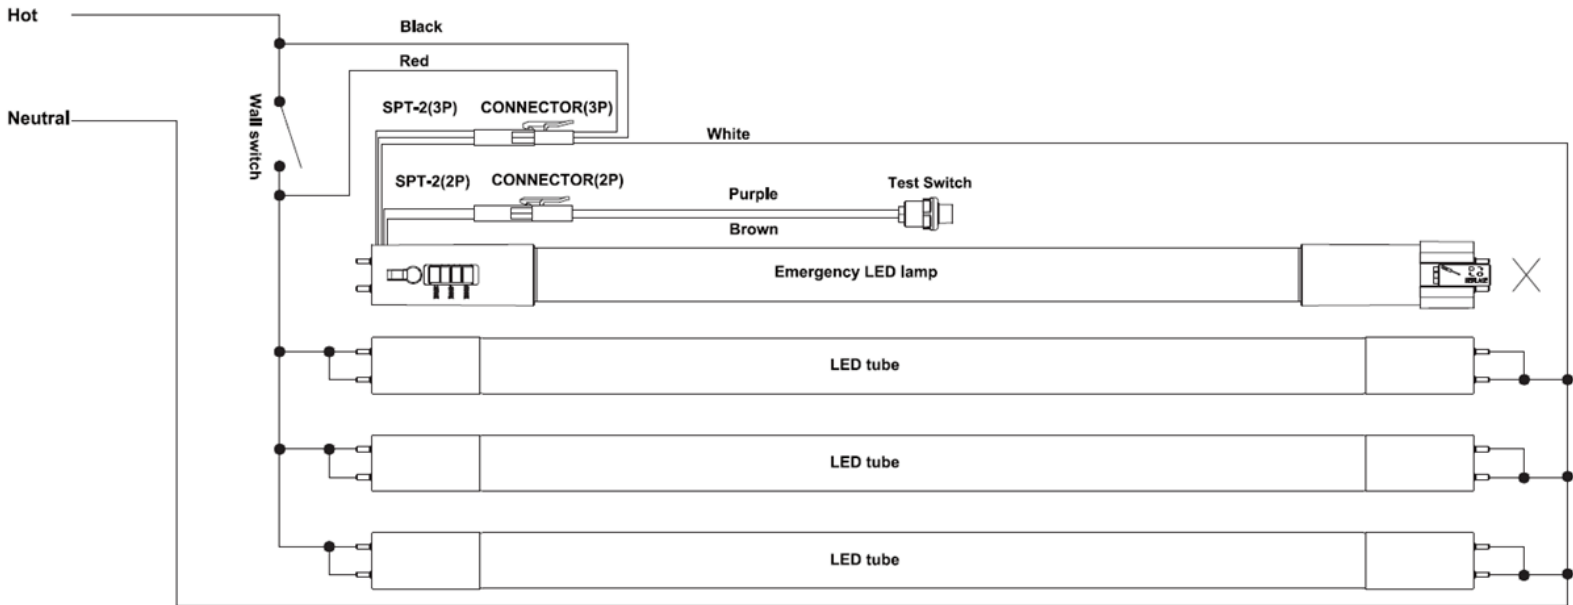 Hot
Black
Red
SPT-2(3P) CONNECTOR(3P)
Neutral
Wall switch
White
SPT-2(2P) CONNECTOR(2P)
Purple
Test Switch
Brown
Emergency LED lamp
LED tube
LED tube
LED tube